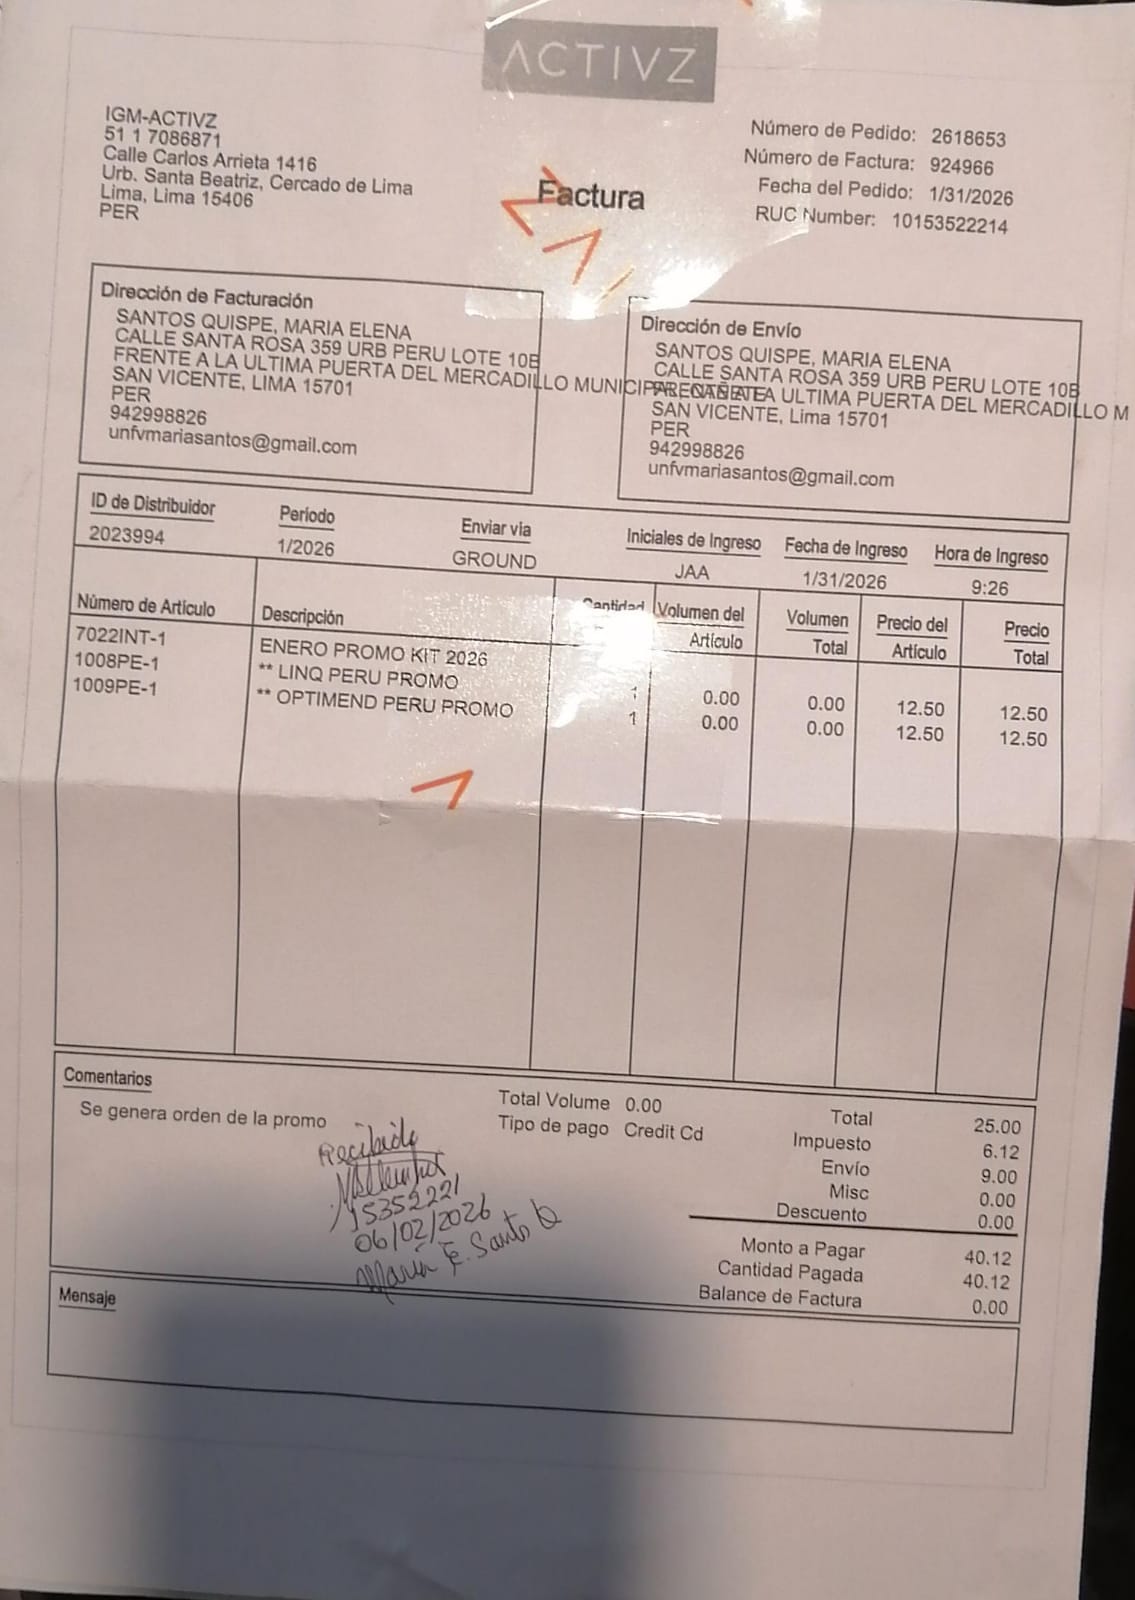 ACTIVZ
IGM-ACTIVZ
51 1 7086871
Calle Carlos Arrieta 1416
Urb. Santa Beatriz, Cercado de Lima
Lima, Lima 15406
PER
Factura
Número de Pedido: 2618653
Número de Factura: 924966
Fecha del Pedido: 1/31/2026
RUC Number: 10153522214
Dirección de Facturación
SANTOS QUISPE, MARIA ELENA
CALLE SANTA ROSA 359 URB PERU LOTE 10B
FRENTE A LA ULTIMA PUERTA DEL MERCADILLO MUNICIPAL CAÑETE
SAN VICENTE, LIMA 15701
PER
942998826
unfvmariasantos@gmail.com
Dirección de Envío
SANTOS QUISPE, MARIA ELENA
CALLE SANTA ROSA 359 URB PERU LOTE 10B
FRENTE A LA ULTIMA PUERTA DEL MERCADILLO M
SAN VICENTE, Lima 15701
PER
942998826
unfvmariasantos@gmail.com
ID de Distribuidor Período Enviar via Iniciales de Ingreso Fecha de Ingreso Hora de Ingreso
2023994 1/2026 GROUND JAA 1/31/2026 9:26
Número de Artículo Descripción Cantidad Volumen del Artículo Volumen Total Precio del Artículo Precio Total
7022INT-1 ENERO PROMO KIT 2026
1008PE-1 ** LINQ PERU PROMO 1 0.00 0.00 12.50 12.50
1009PE-1 ** OPTIMEND PERU PROMO 1 0.00 0.00 12.50 12.50
Comentarios
Se genera orden de la promo
Recibido
15352221
06/02/2026
Maria E. Santos Q
Total Volume 0.00
Tipo de pago Credit Cd
Total 25.00
Impuesto 6.12
Envío 9.00
Misc 0.00
Descuento 0.00
Monto a Pagar 40.12
Cantidad Pagada 40.12
Balance de Factura 0.00
Mensaje